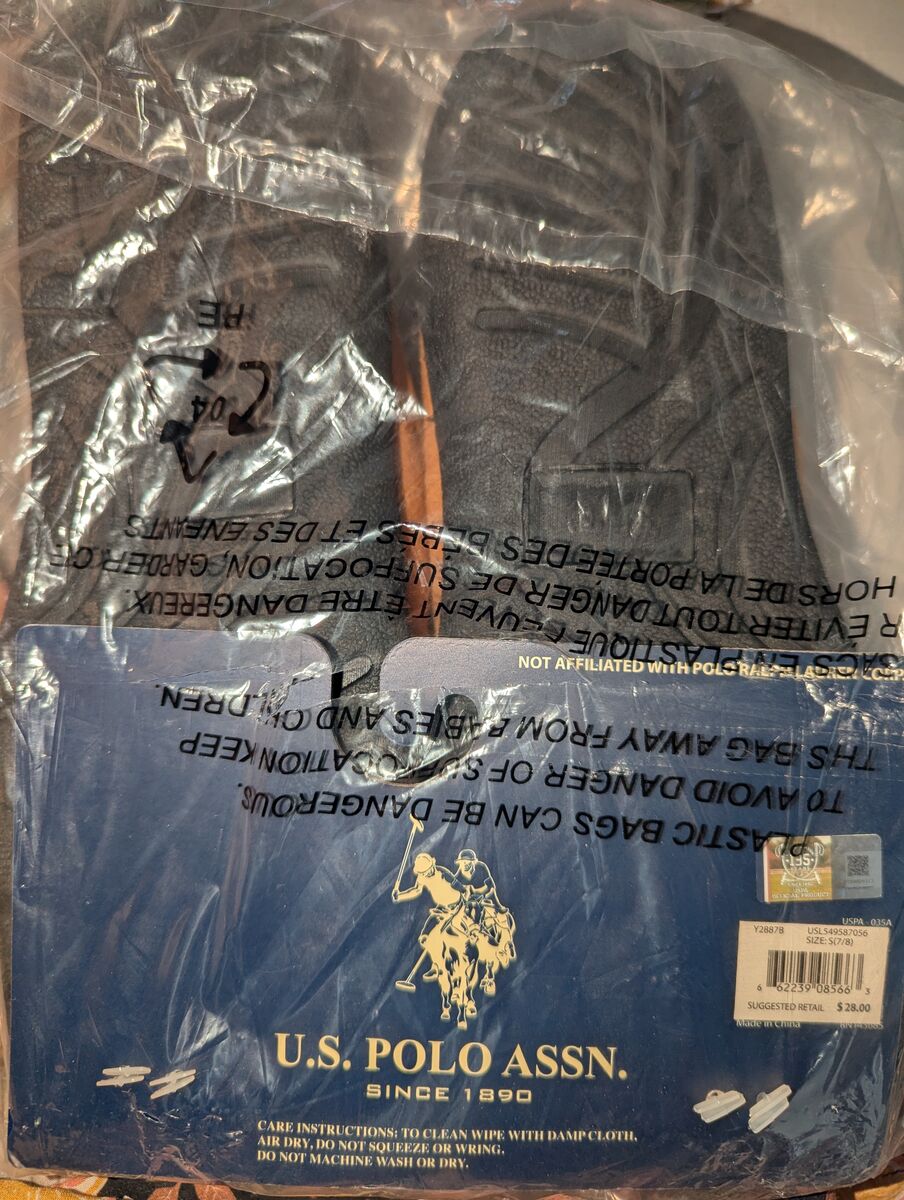 04
HORS DE LA PORTÉE DES BÉBÉS ET DES ENFANTS
R ÉVITER TOUT DANGER DE SUFFOCATION, GARDER CE
SACS EN PLASTIQUE PEUVENT ÊTRE DANGEREUX.
NOT AFFILIATED WITH POLO RALPH LAUREN CORP
THIS BAG AWAY FROM BABIES AND CHILDREN.
TO AVOID DANGER OF SUFFOCATION KEEP
PLASTIC BAGS CAN BE DANGEROUS.
135
OFFICIAL PRODUCT
USPA - 035A
Y2887B USLS49587056
SIZE: S(7/8)
6 62239 08566 3
SUGGESTED RETAIL $28.00
Made in China
U.S. POLO ASSN.
SINCE 1890
CARE INSTRUCTIONS: TO CLEAN WIPE WITH DAMP CLOTH,
AIR DRY, DO NOT SQUEEZE OR WRING.
DO NOT MACHINE WASH OR DRY.